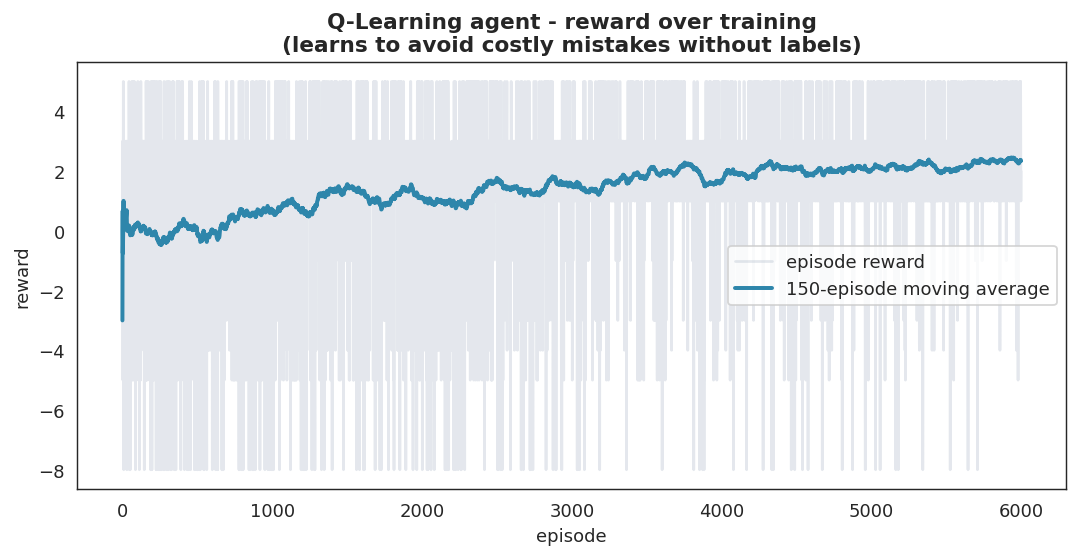 Q-Learning agent - reward over training
(learns to avoid costly mistakes without labels)
reward
4
2
0
−2
−4
−6
−8
episode reward
150-episode moving average
0 1000 2000 3000 4000 5000 6000
episode